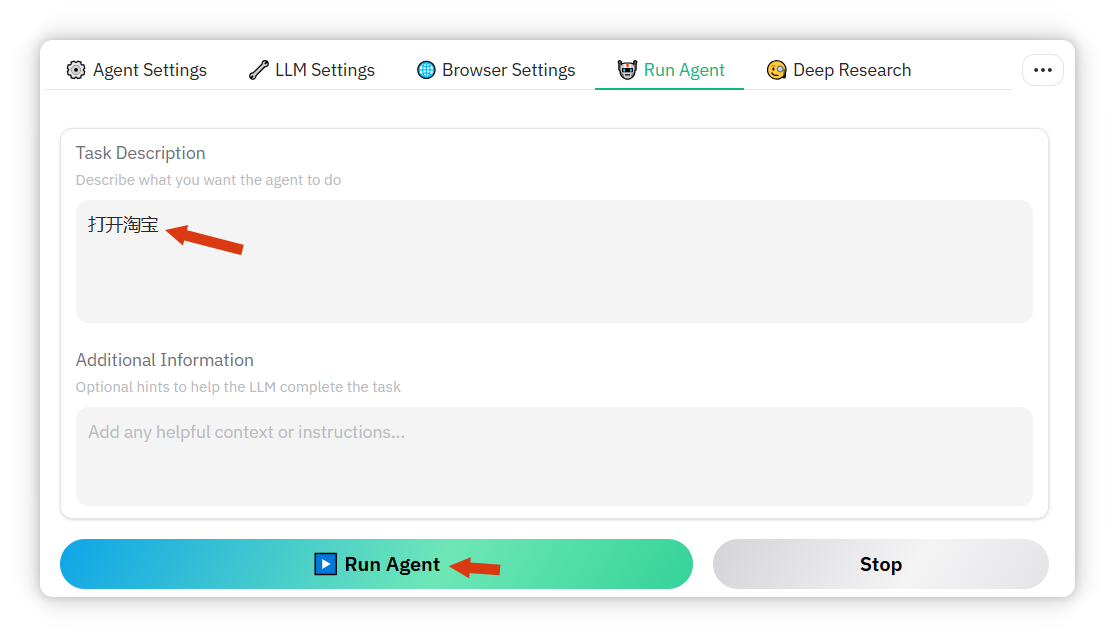 Agent Settings LLM Settings Browser Settings Run Agent Deep Research
Task Description
Describe what you want the agent to do
打开淘宝
Additional Information
Optional hints to help the LLM complete the task
Add any helpful context or instructions...
Run Agent Stop